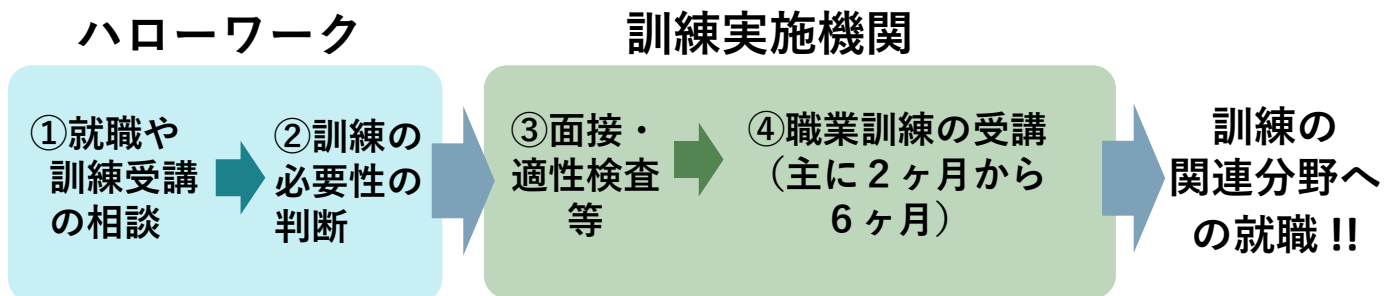 ハローワーク
①就職や
訓練受講
の相談
②訓練の
必要性の
判断
訓練実施機関
③面接・
適性検査
等
④職業訓練の受講
（主に２ヶ月から
６ヶ月）
訓練の
関連分野へ
の就職!!